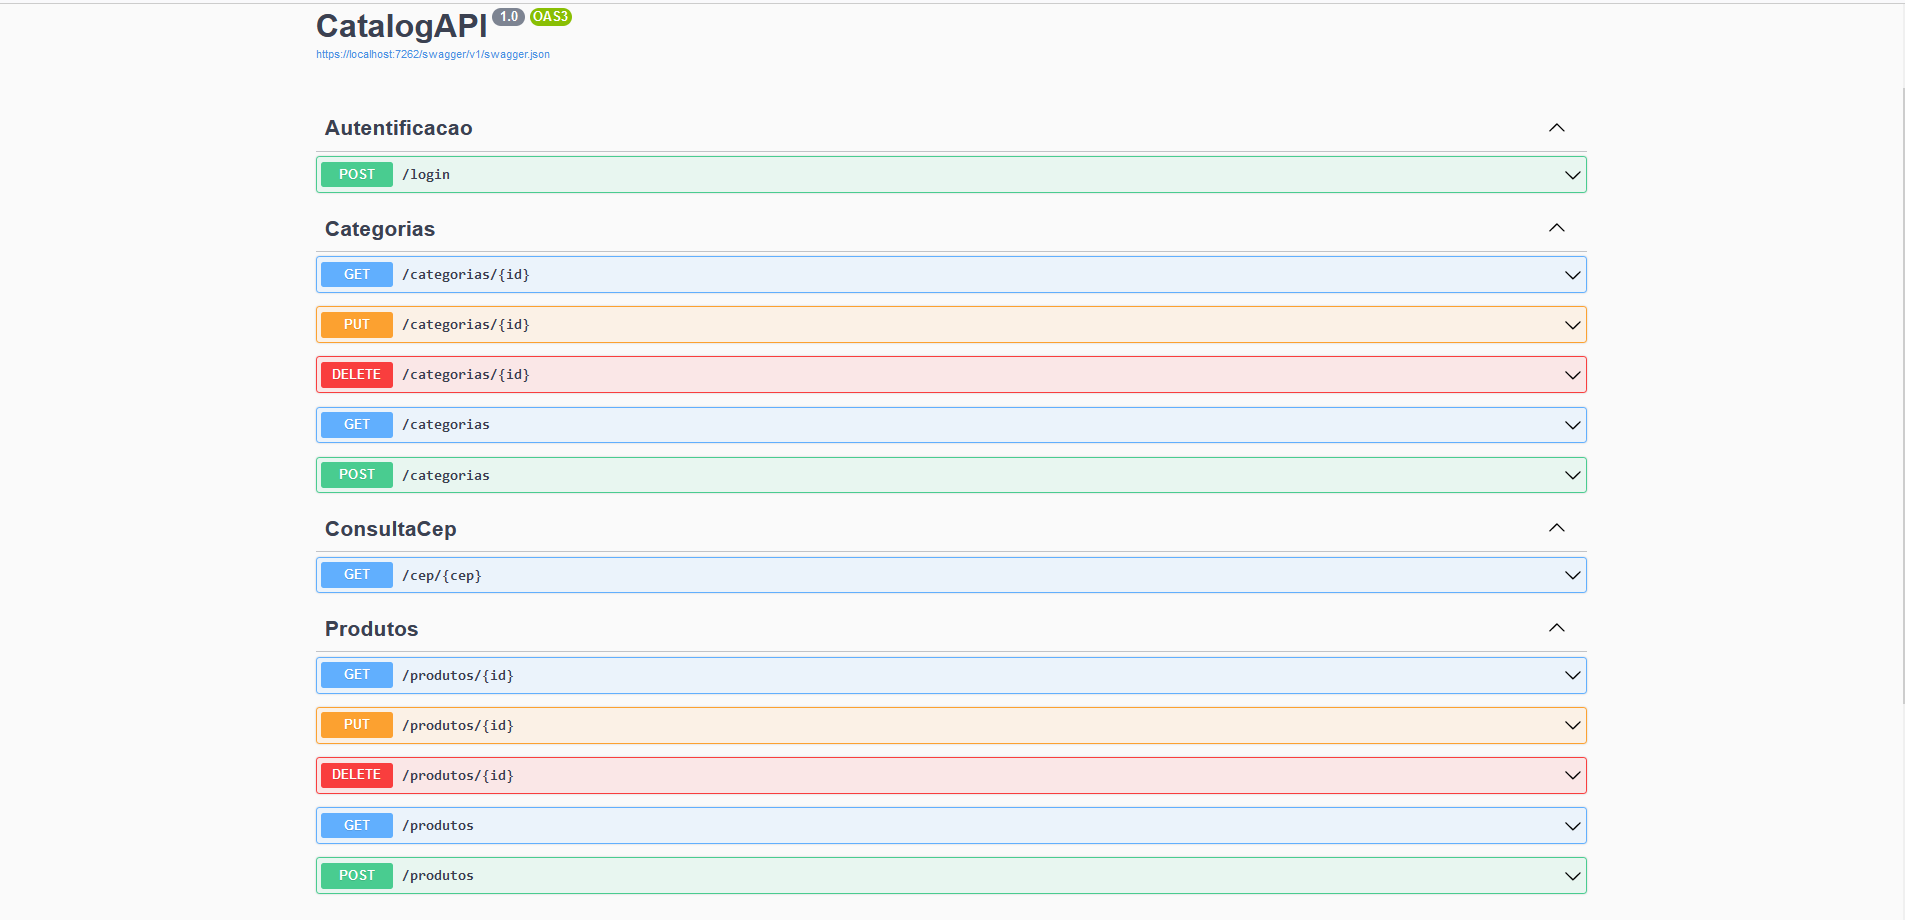 CatalogAPI 1.0 OAS3
https://localhost:7262/swagger/v1/swagger.json
Autentificacao
POST /login
Categorias
GET /categorias/{id}
PUT /categorias/{id}
DELETE /categorias/{id}
GET /categorias
POST /categorias
ConsultaCep
GET /cep/{cep}
Produtos
GET /produtos/{id}
PUT /produtos/{id}
DELETE /produtos/{id}
GET /produtos
POST /produtos